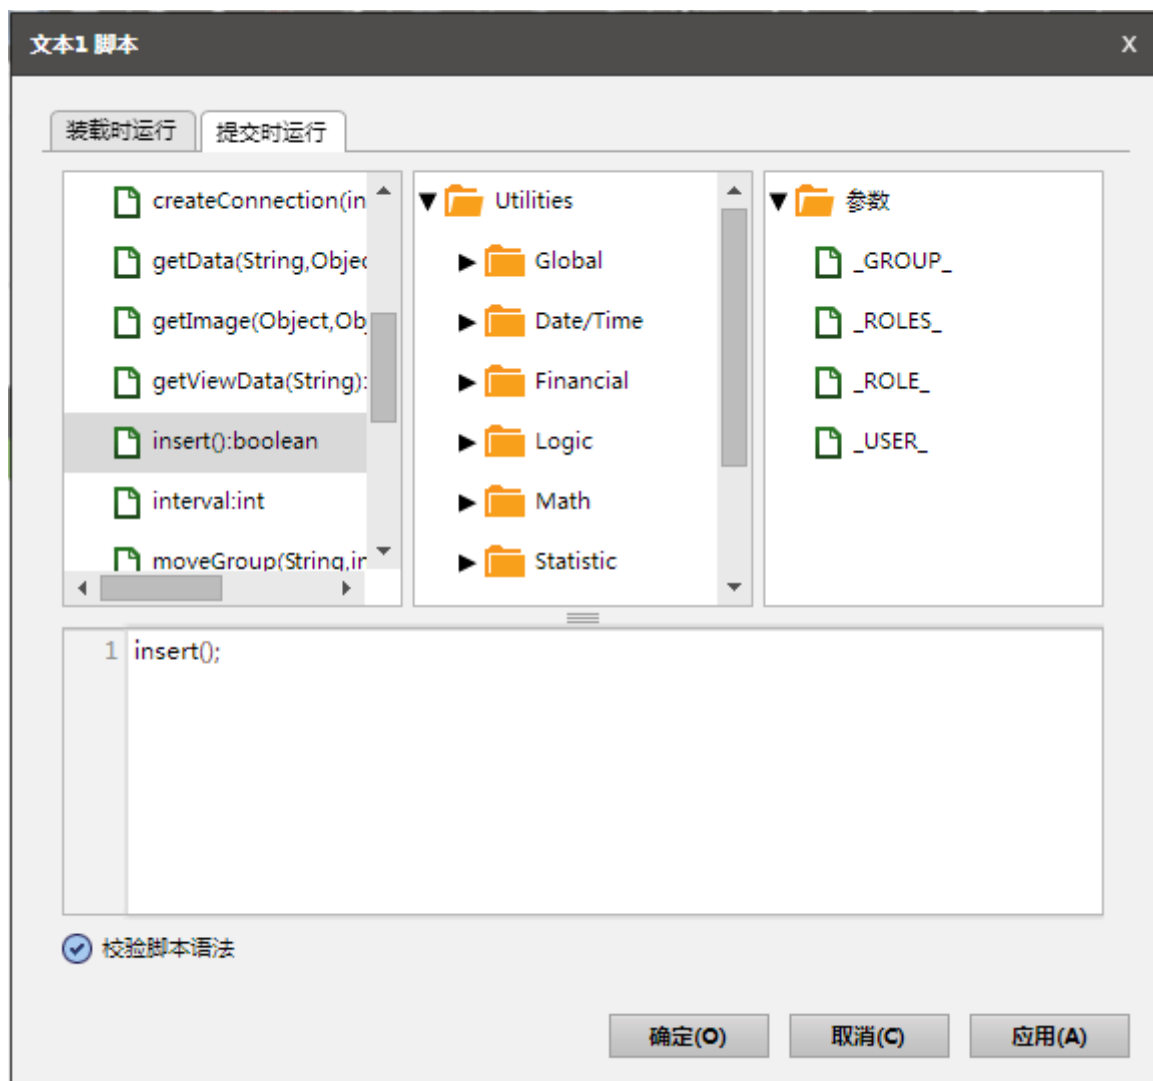 文本1 脚本
X
装载时运行
提交时运行
createConnection(in
getData(String,Objec
getImage(Object,Obj
getViewData(String):
insert():boolean
interval:int
moveGroup(String,in
Utilities
Global
Date/Time
Financial
Logic
Math
Statistic
参数
_GROUP_
_ROLES_
_ROLE_
_USER_
1 insert();
校验脚本语法
确定(O)
取消(C)
应用(A)